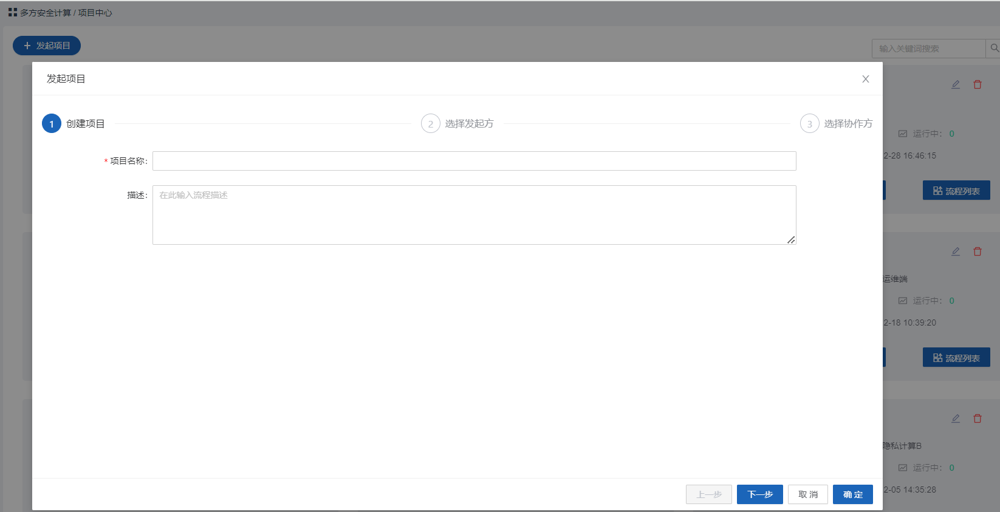 多方安全计算 / 项目中心
+ 发起项目
输入关键词搜索
发起项目
1 创建项目
2 选择发起方
3 选择协作方
* 项目名称:
描述:
在此输入流程描述
上一步
下一步
取 消
确 定
运行中: 0
2-28 16:46:15
流程列表
运维端
运行中: 0
2-18 10:39:20
流程列表
隐私计算B
运行中: 0
2-05 14:35:28